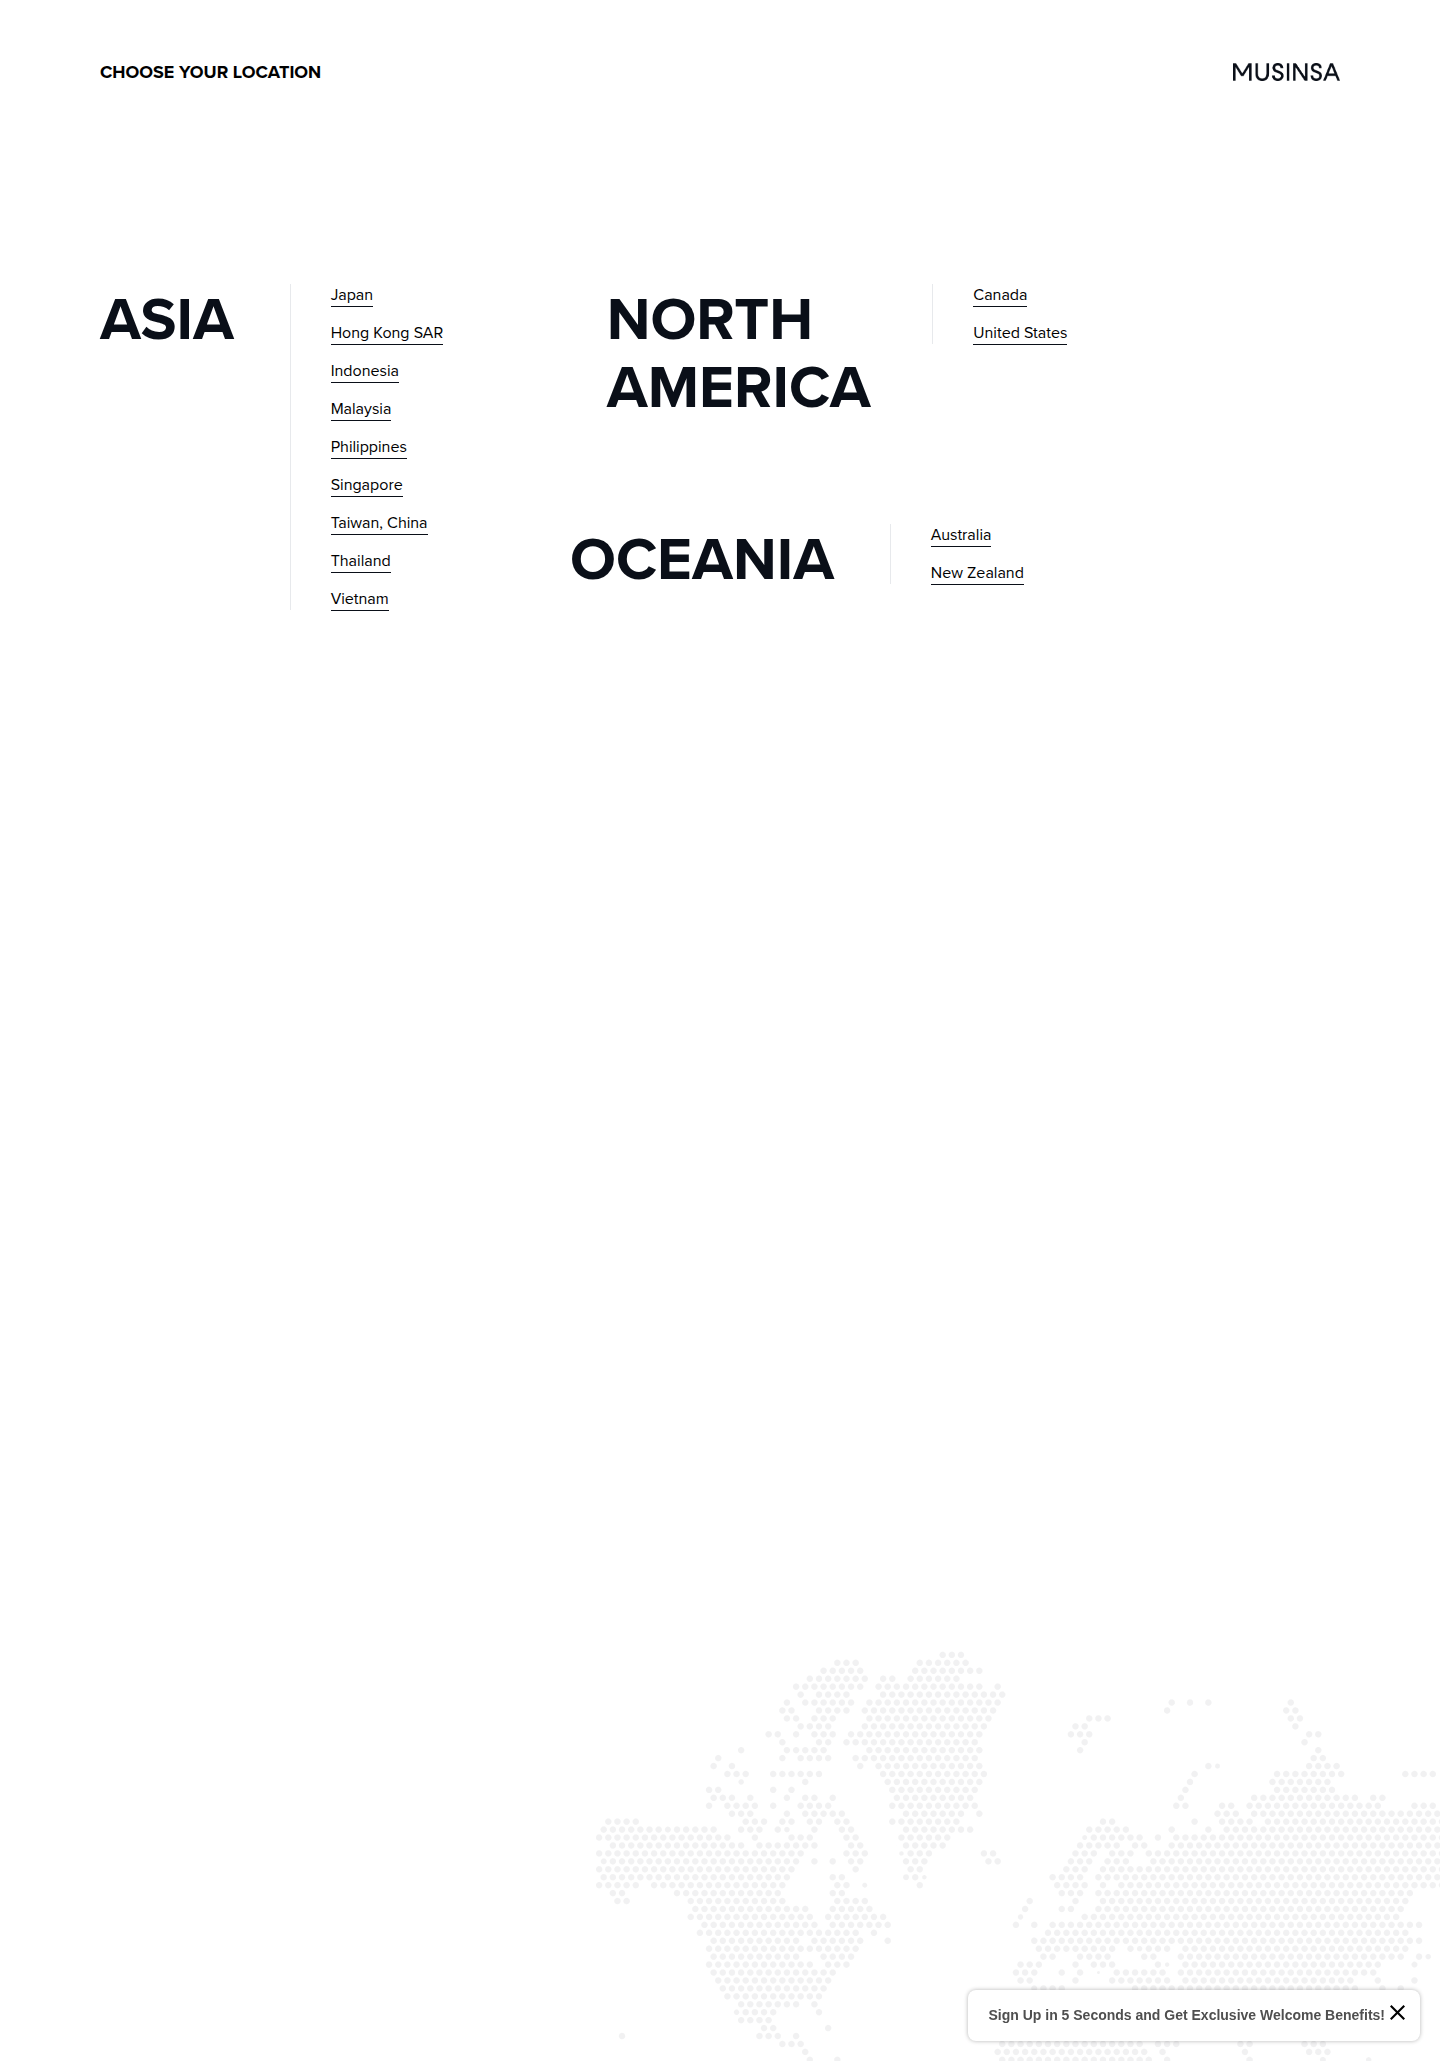 CHOOSE YOUR LOCATION
MUSINSA
ASIA
Japan
Hong Kong SAR
Indonesia
Malaysia
Philippines
Singapore
Taiwan, China
Thailand
Vietnam
NORTH
AMERICA
Canada
United States
OCEANIA
Australia
New Zealand
Sign Up in 5 Seconds and Get Exclusive Welcome Benefits!